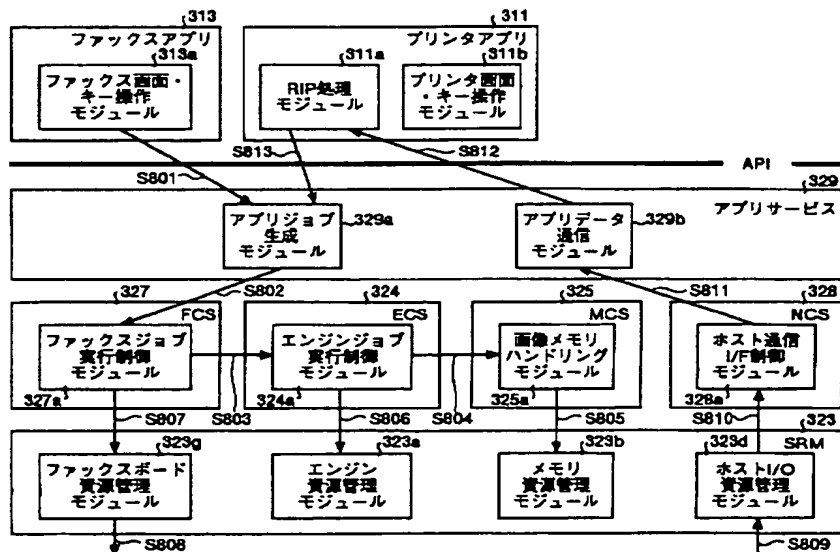 313
ファックスアプリ
313a
ファックス画面・
キー操作
モジュール
311
プリンタアプリ
311a
RIP処理
モジュール
311b
プリンタ画面
・キー操作
モジュール
S801
S813
S812
API
329
アプリサービス
アプリジョブ
生成
モジュール
329a
アプリデータ
通信
モジュール
329b
S802
S811
327
FCS
ファックスジョブ
実行制御
モジュール
327a
324
ECS
エンジンジョブ
実行制御
モジュール
324a
325
MCS
画像メモリ
ハンドリング
モジュール
325a
328
NCS
ホスト通信
I/F制御
モジュール
328a
S803
S804
S807
S806
S805
S810
323
SRM
323g
ファックスボード
資源管理
モジュール
323a
エンジン
資源管理
モジュール
323b
メモリ
資源管理
モジュール
323d
ホストI/O
資源管理
モジュール
S808
S809